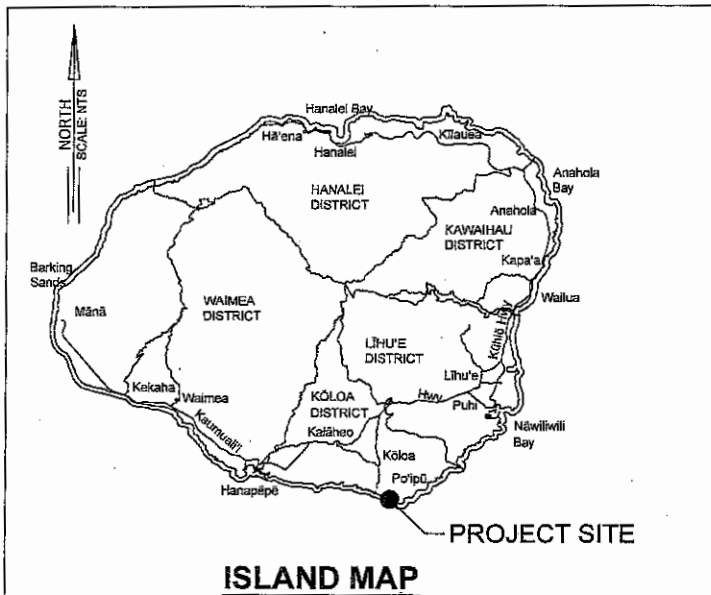 NORTH
SCALE: NTS
Hanalei Bay
Hā'ena
Hanalei
Kīlauea
HANALEI
DISTRICT
Anahola
Bay
Anahola
KAWAIHAU
DISTRICT
Kapa'a
Barking
Sands
Mānā
WAIMEA
DISTRICT
Wailua
Kūhiō Hwy
LĪHU'E
DISTRICT
Līhu'e
Kekaha
Waimea
KŌLOA
DISTRICT
Hwy
Puhi
Kaumuali'i
Kalāheo
Nāwiliwili
Bay
Kōloa
Hanapēpē
Po'ipū
PROJECT SITE
ISLAND MAP